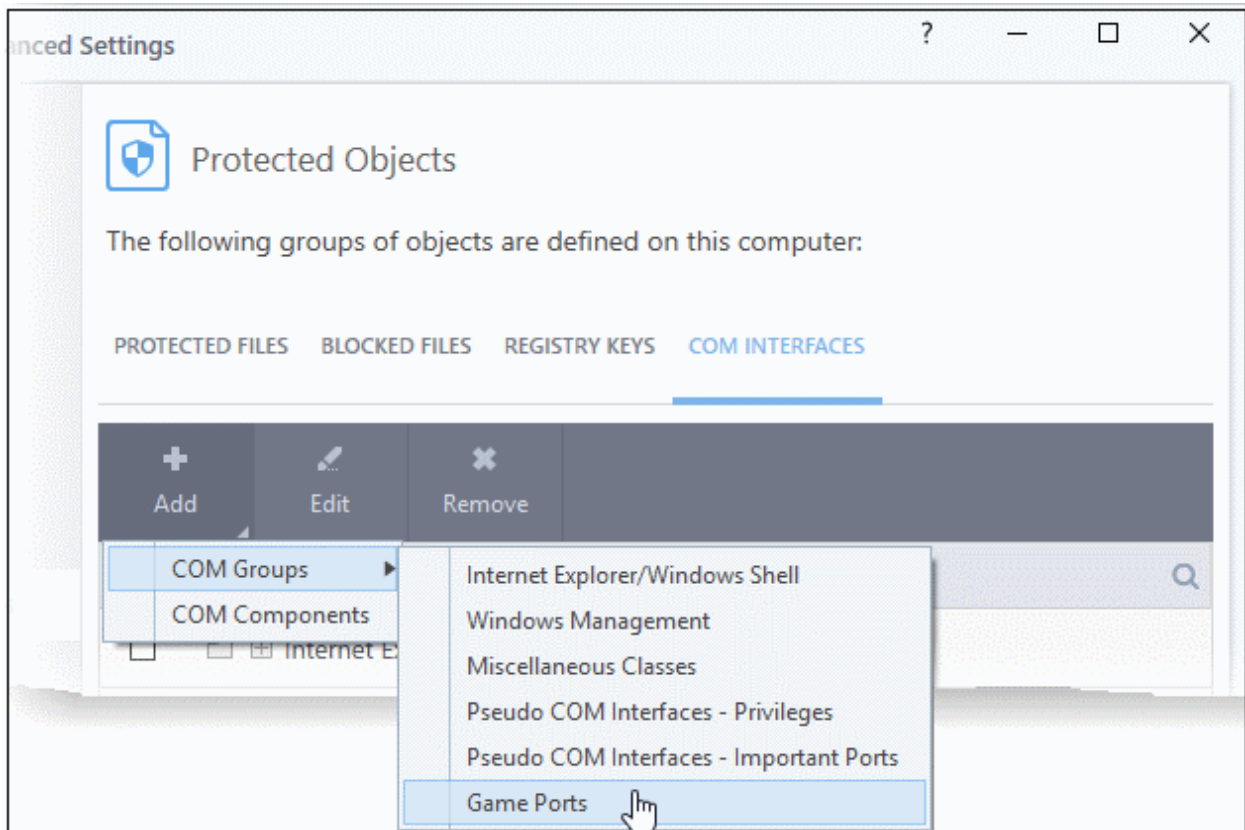 anced Settings
?
Protected Objects
The following groups of objects are defined on this computer:
PROTECTED FILES BLOCKED FILES REGISTRY KEYS COM INTERFACES
Add Edit Remove
COM Groups
COM Components
Internet E
Internet Explorer/Windows Shell
Windows Management
Miscellaneous Classes
Pseudo COM Interfaces - Privileges
Pseudo COM Interfaces - Important Ports
Game Ports